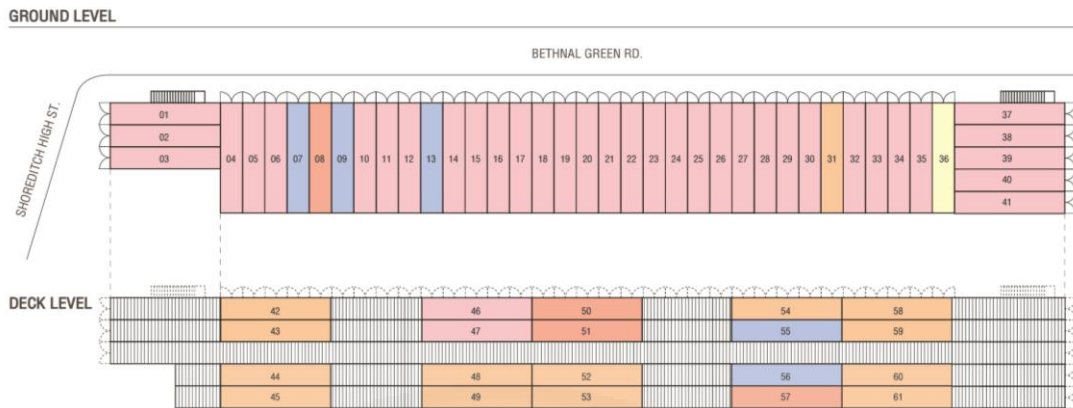 GROUND LEVEL
BETHNAL GREEN RD.
SHOREDITCH HIGH ST.
01
02
03
04 05 06 07 08 09 10 11 12 13 14 15 16 17 18 19 20 21 22 23 24 25 26 27 28 29 30 31 32 33 34 35 36
37
38
39
40
41
DECK LEVEL
42 46 50 54 58
43 47 51 55 59
44 48 52 56 60
45 49 53 57 61